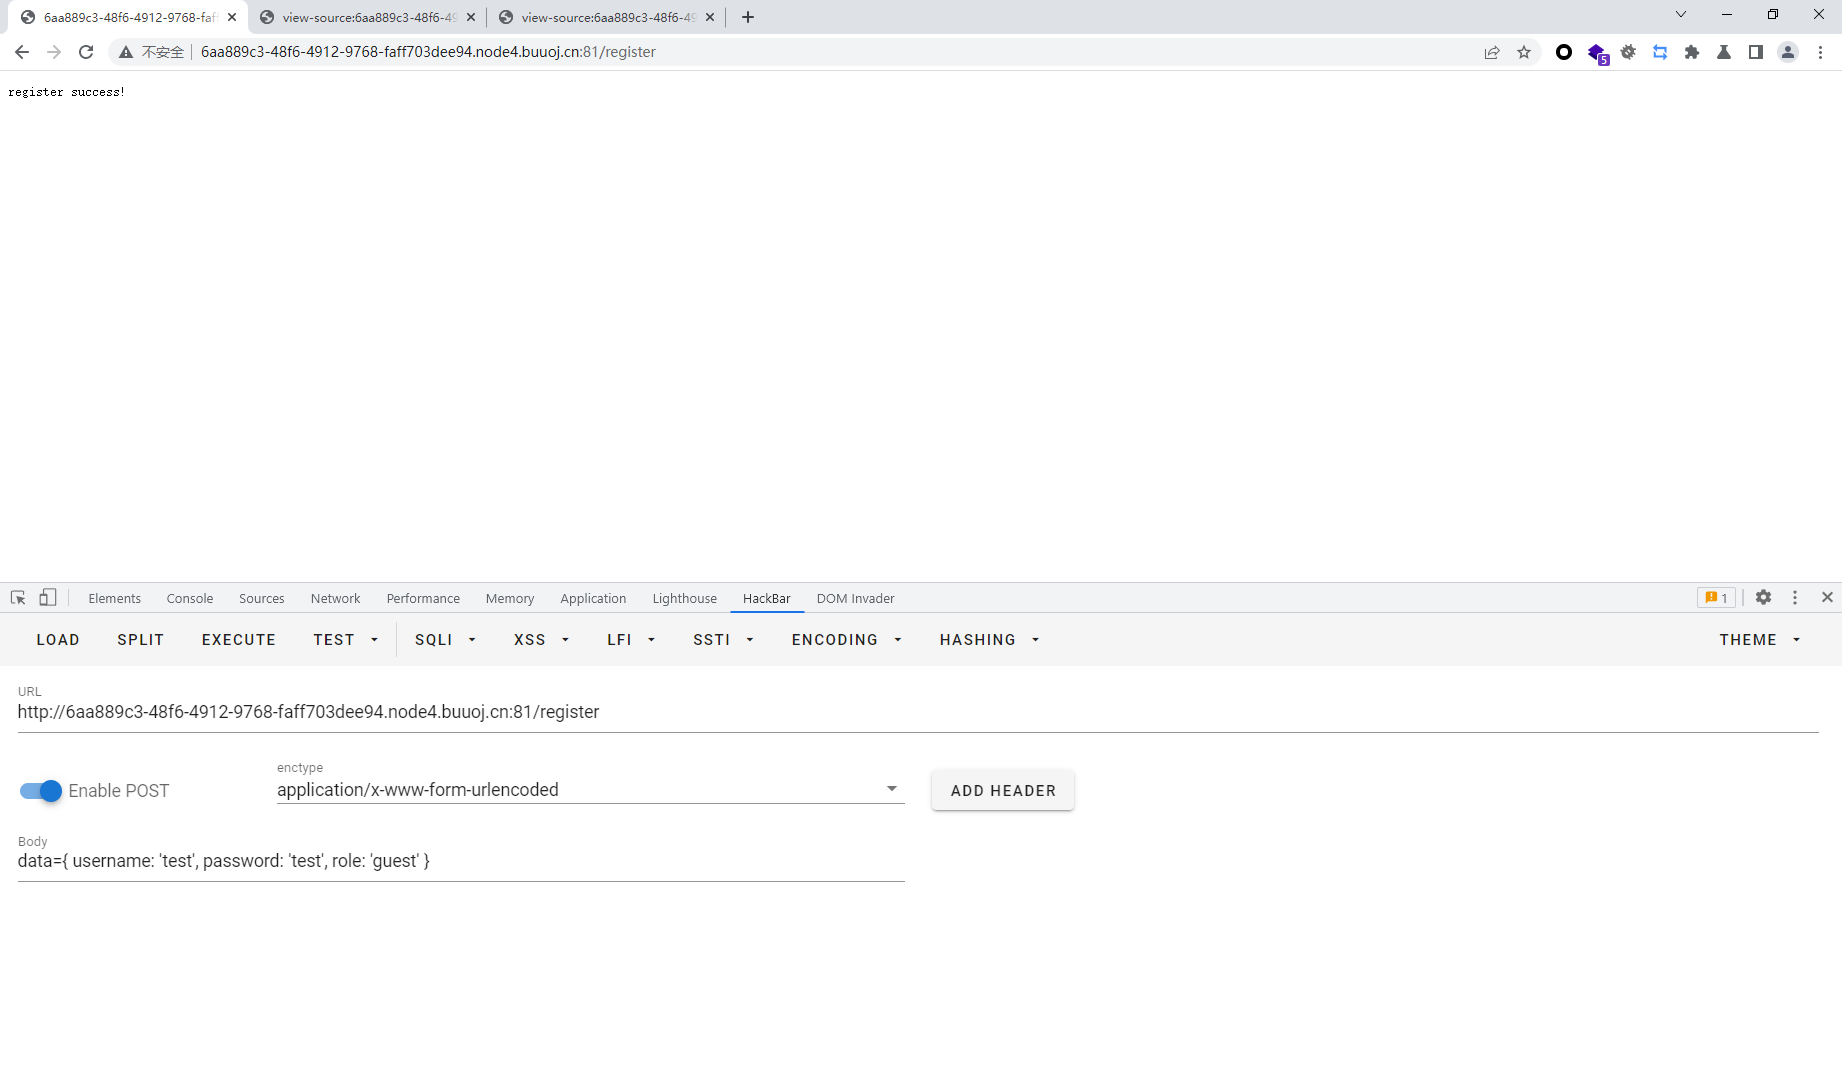 6aa889c3-48f6-4912-9768-faf
view-source:6aa889c3-48f6-49
view-source:6aa889c3-48f6-49
不安全
6aa889c3-48f6-4912-9768-faff703dee94.node4.buuoj.cn:81/register
5
register success!
Elements Console Sources Network Performance Memory Application Lighthouse HackBar DOM Invader
1
LOAD SPLIT EXECUTE TEST SQLI XSS LFI SSTI ENCODING HASHING THEME
URL
http://6aa889c3-48f6-4912-9768-faff703dee94.node4.buuoj.cn:81/register
Enable POST
enctype
application/x-www-form-urlencoded
ADD HEADER
Body
data={ username: 'test', password: 'test', role: 'guest' }